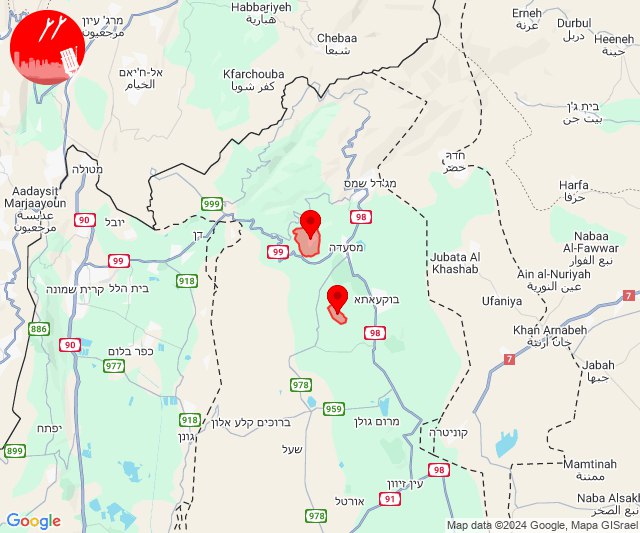 Habbariyeh
هبارية
Erneh
عرنة
Durbul
دربل
Heeneh
حينة
מרג' עיון
مرجعيون
Chebaa
شبعا
אל-ח'יאם
الخيام
Kfarchouba
كفر شوبا
בית ג'ן
بيت جن
מטולה
חדֿר
حضر
Aadaysit
Marjaayoun
عديسة
مرجعيون
מג'דל שמס
Harfa
حرفا
999
90
יובל
דן
98
99
99
מסעדה
Nabaa
Al-Fawwar
نبع الفوار
Jubata Al
Khashab
Ain al-Nuriyah
عين النورية
918
קרית שמונה
בית הלל
בוקעאתא
Ufaniya
7
886
90
98
Khan Arnabeh
خان أرنبة
כפר בלום
977
7
Jabah
جبها
978
959
918
ברוכים קלע אלון
מרום גולן
יפתח
גונן
קוניטרה
899
שעל
98
Mamtinah
ممتنة
עין זיוון
91
אורטל
Naba Alsakh
نبع الصخر
978
Google
Map data ©2024 Google, Mapa GISrael